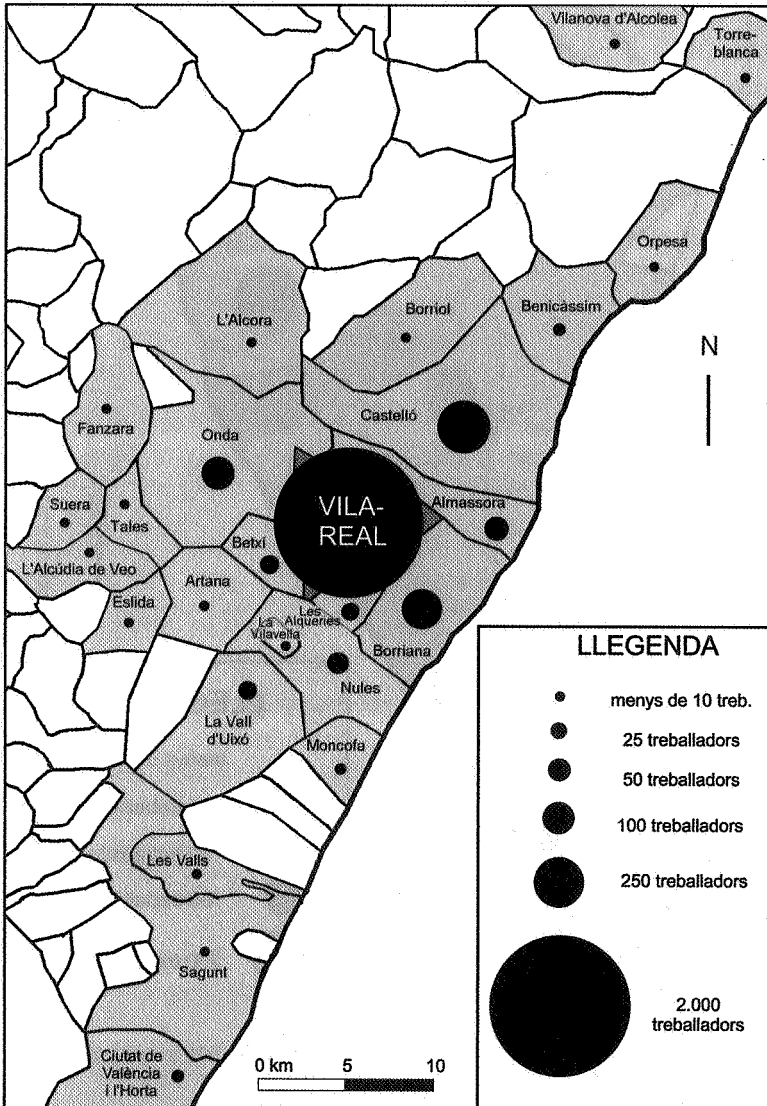 Vilanova d'Alcolea
Torre-
blanca
Orpesa
Benicàssim
Borriol
L'Alcora
N
Castelló
Fanzara
Onda
VILA-
REAL
Almassora
Suera
Tales
Betxí
L'Alcúdia de Veo
Artana
Eslida
Les
Alqueries
La
Vilavella
Borriana
Nules
La Vall
d'Uixó
Moncofa
Les Valls
Sagunt
Ciutat de
València
i l'Horta
0 km 5 10
LLEGENDA
menys de 10 treb.
25 treballadors
50 treballadors
100 treballadors
250 treballadors
2.000
treballadors